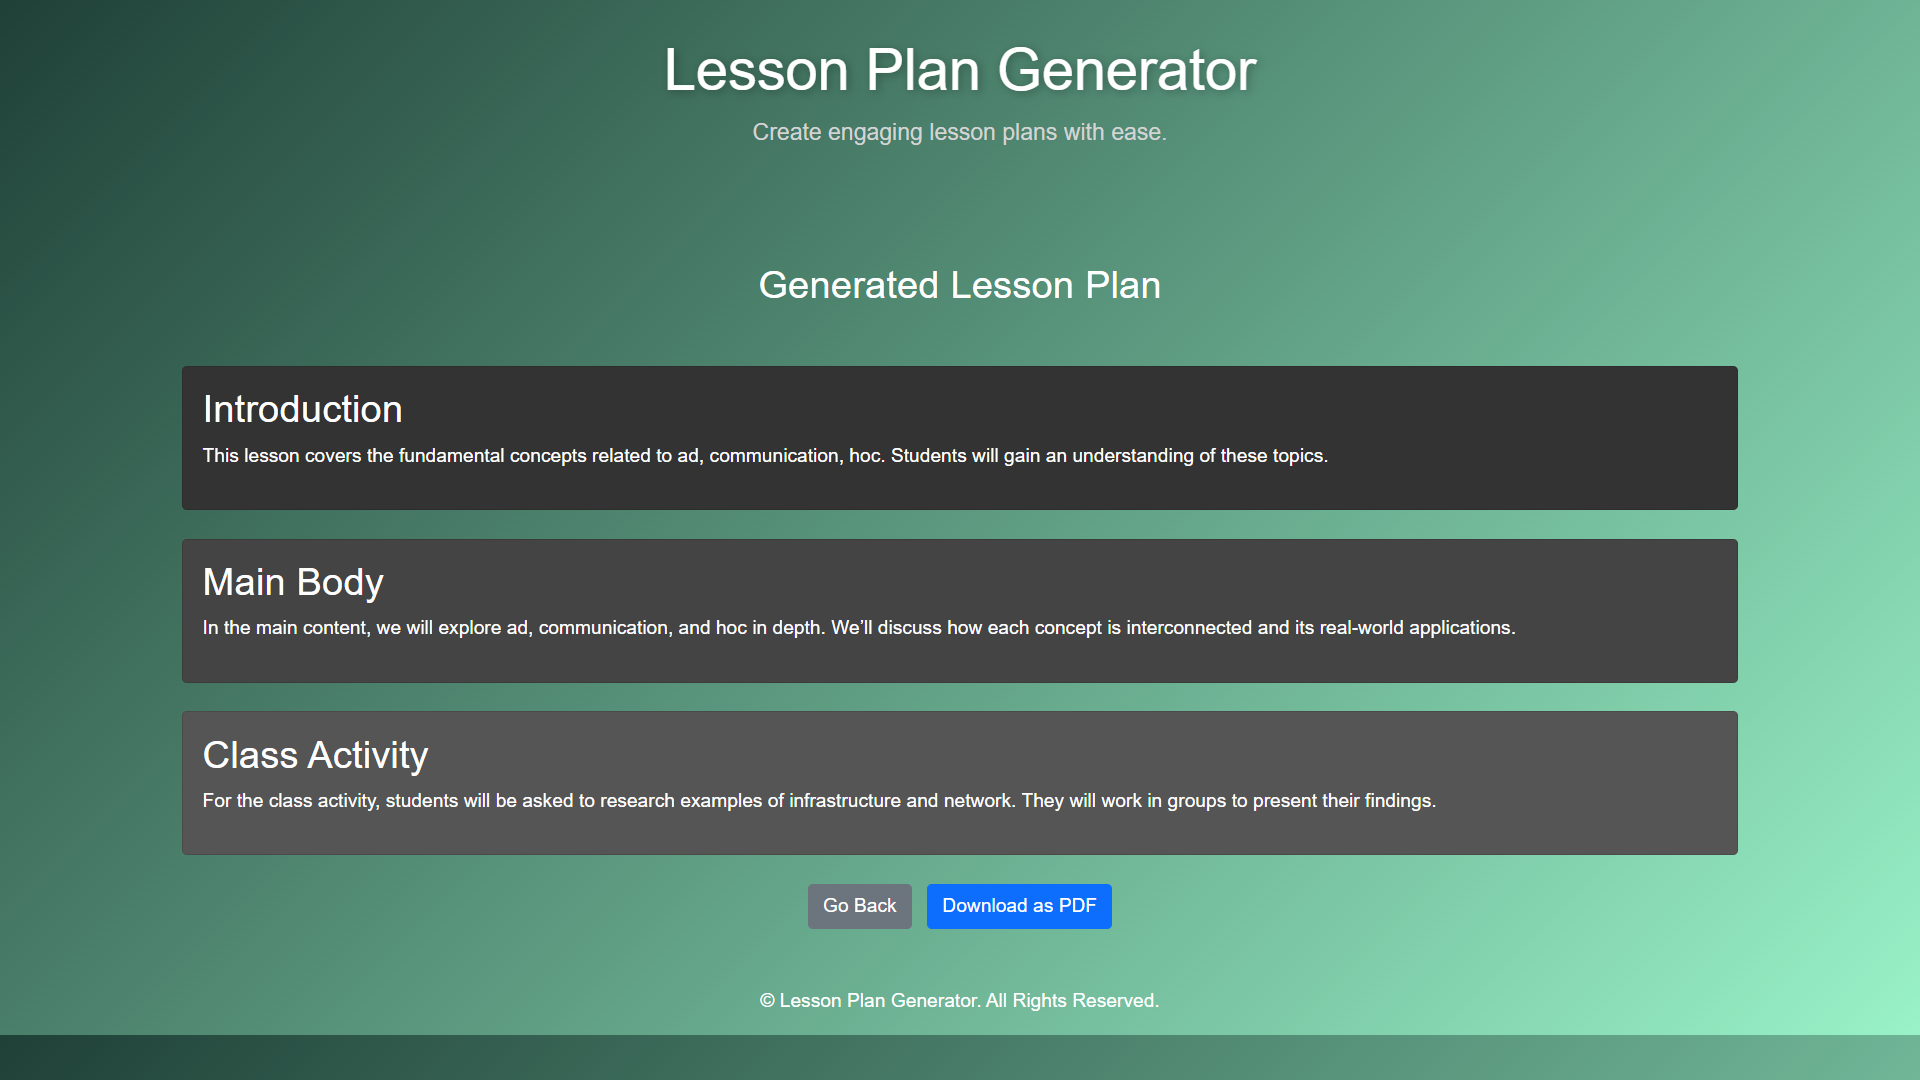 Lesson Plan Generator
Create engaging lesson plans with ease.
Generated Lesson Plan
Introduction
This lesson covers the fundamental concepts related to ad, communication, hoc. Students will gain an understanding of these topics.
Main Body
In the main content, we will explore ad, communication, and hoc in depth. We’ll discuss how each concept is interconnected and its real-world applications.
Class Activity
For the class activity, students will be asked to research examples of infrastructure and network. They will work in groups to present their findings.
Go Back
Download as PDF
© Lesson Plan Generator. All Rights Reserved.